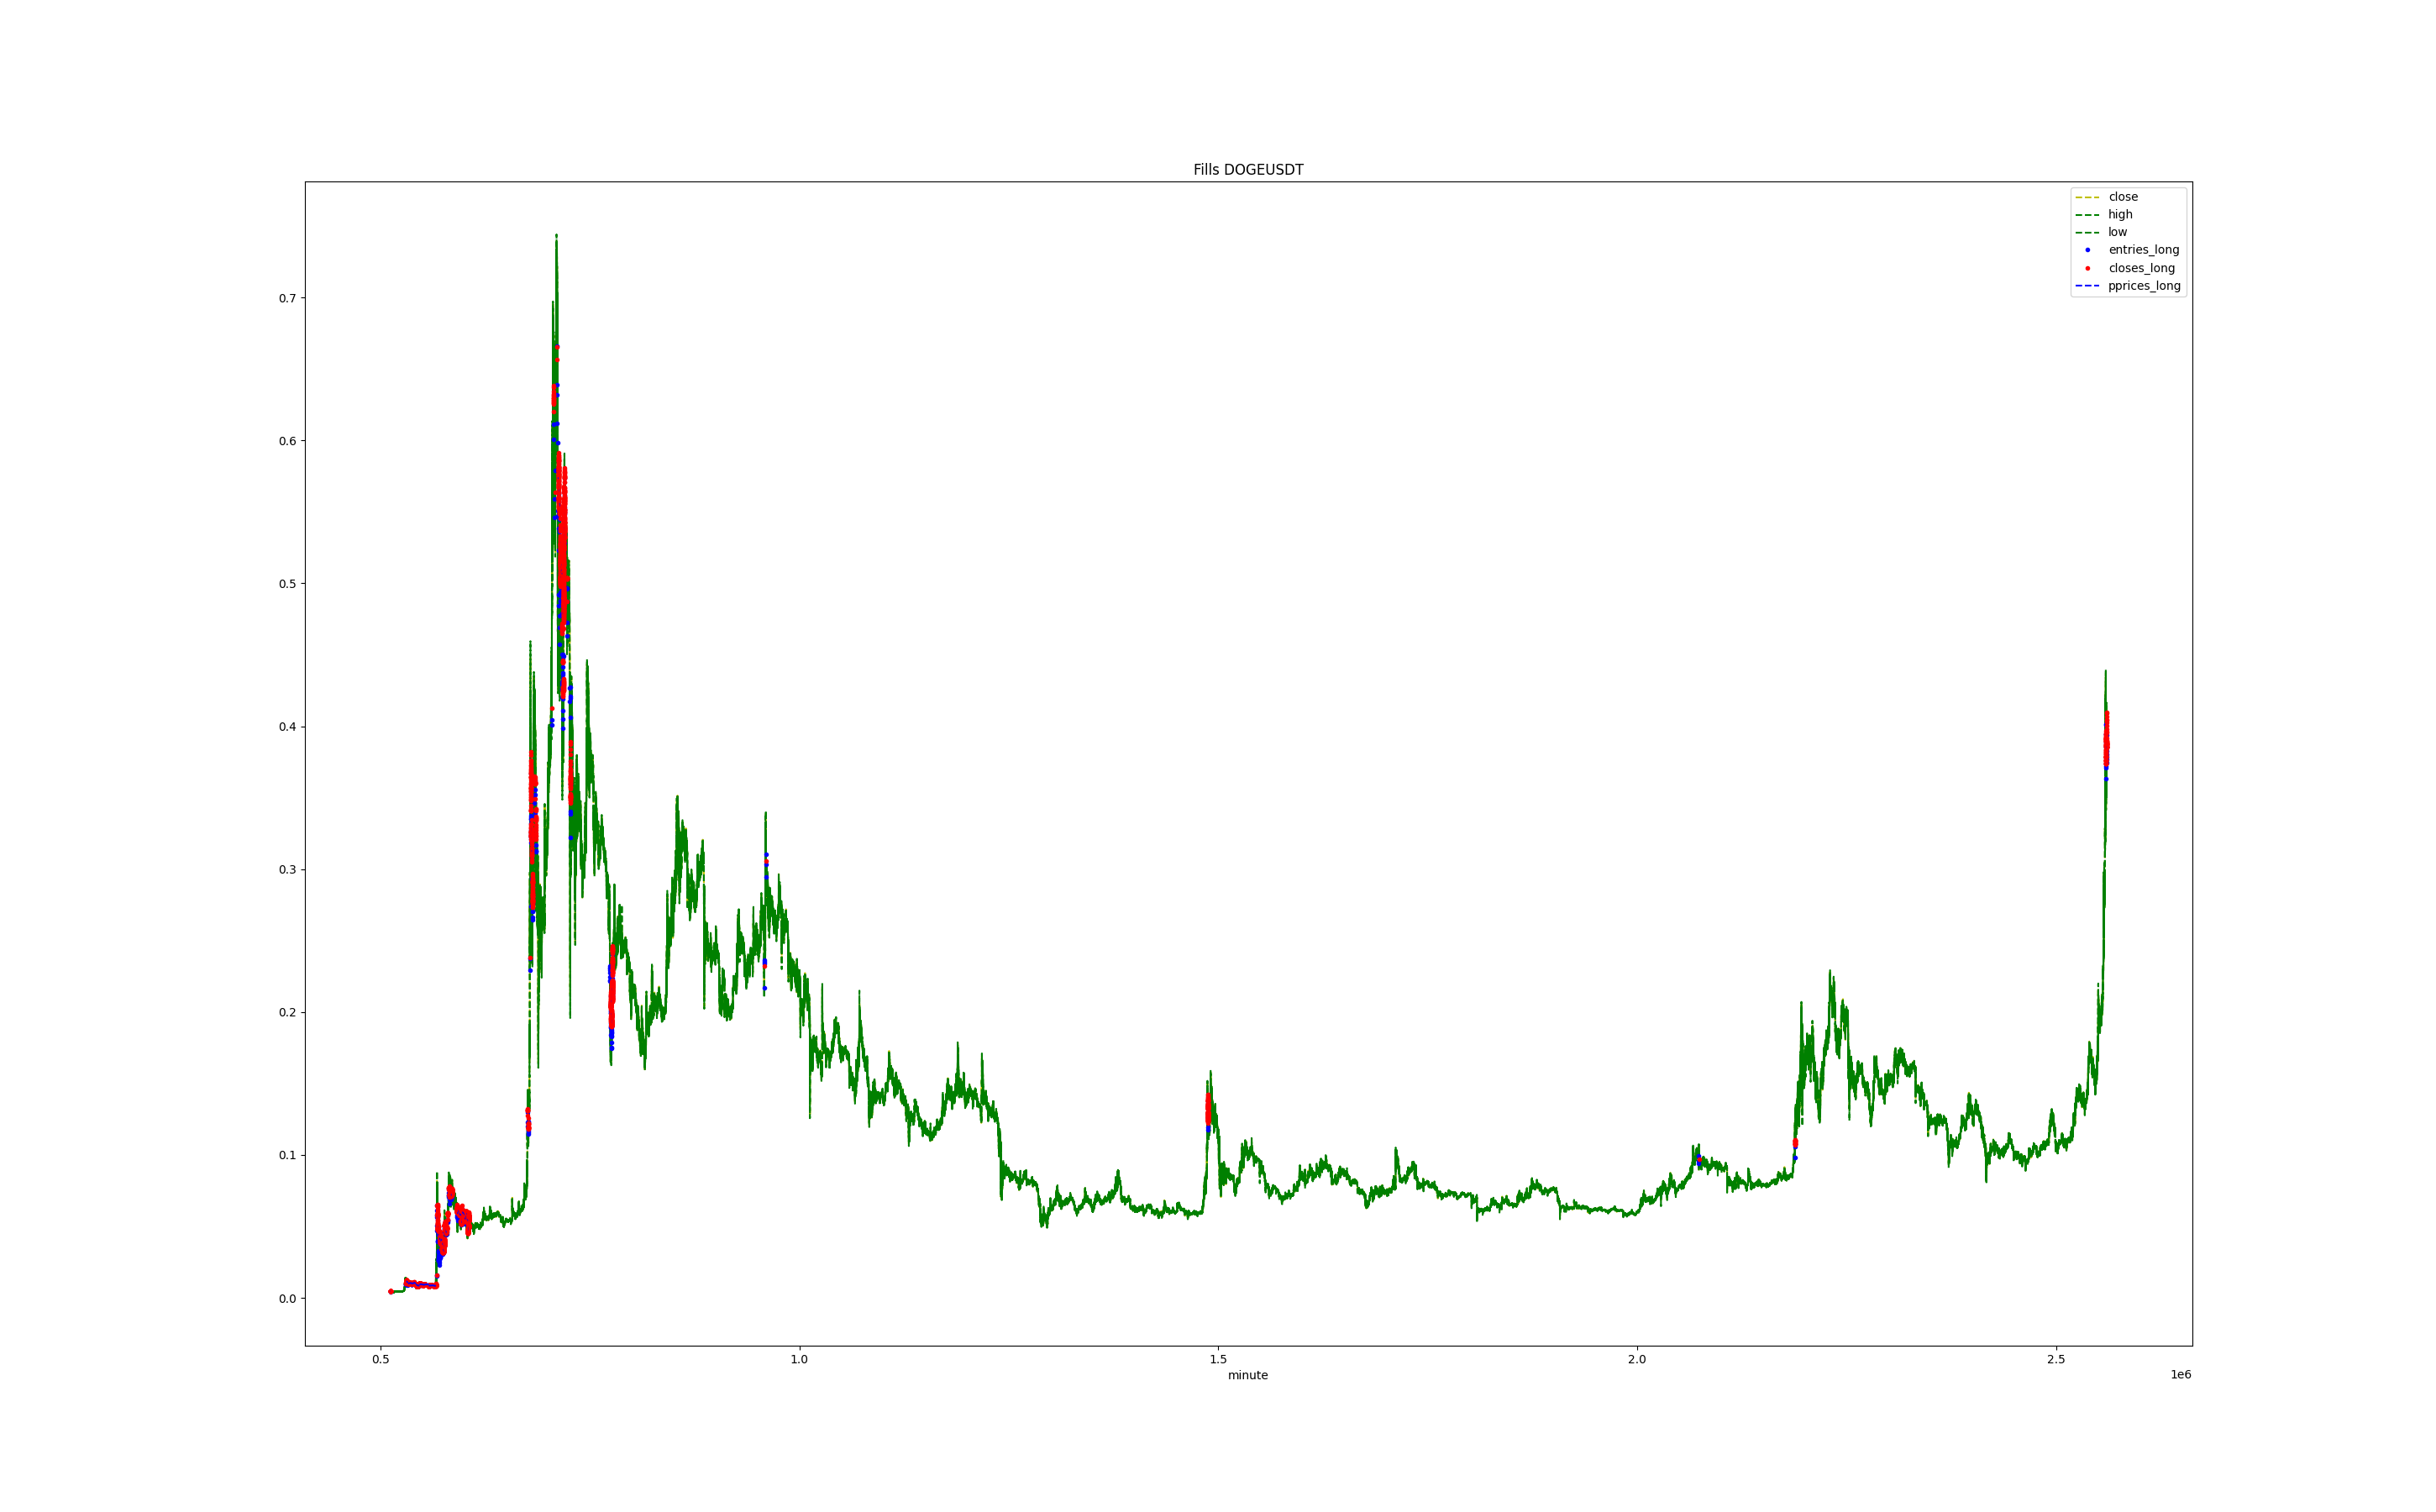 Fills DOGEUSDT
close
high
low
entries_long
closes_long
pprices_long
0.7
0.6
0.5
0.4
0.3
0.2
0.1
0.0
0.5 1.0 1.5 2.0 2.5
minute 1e6